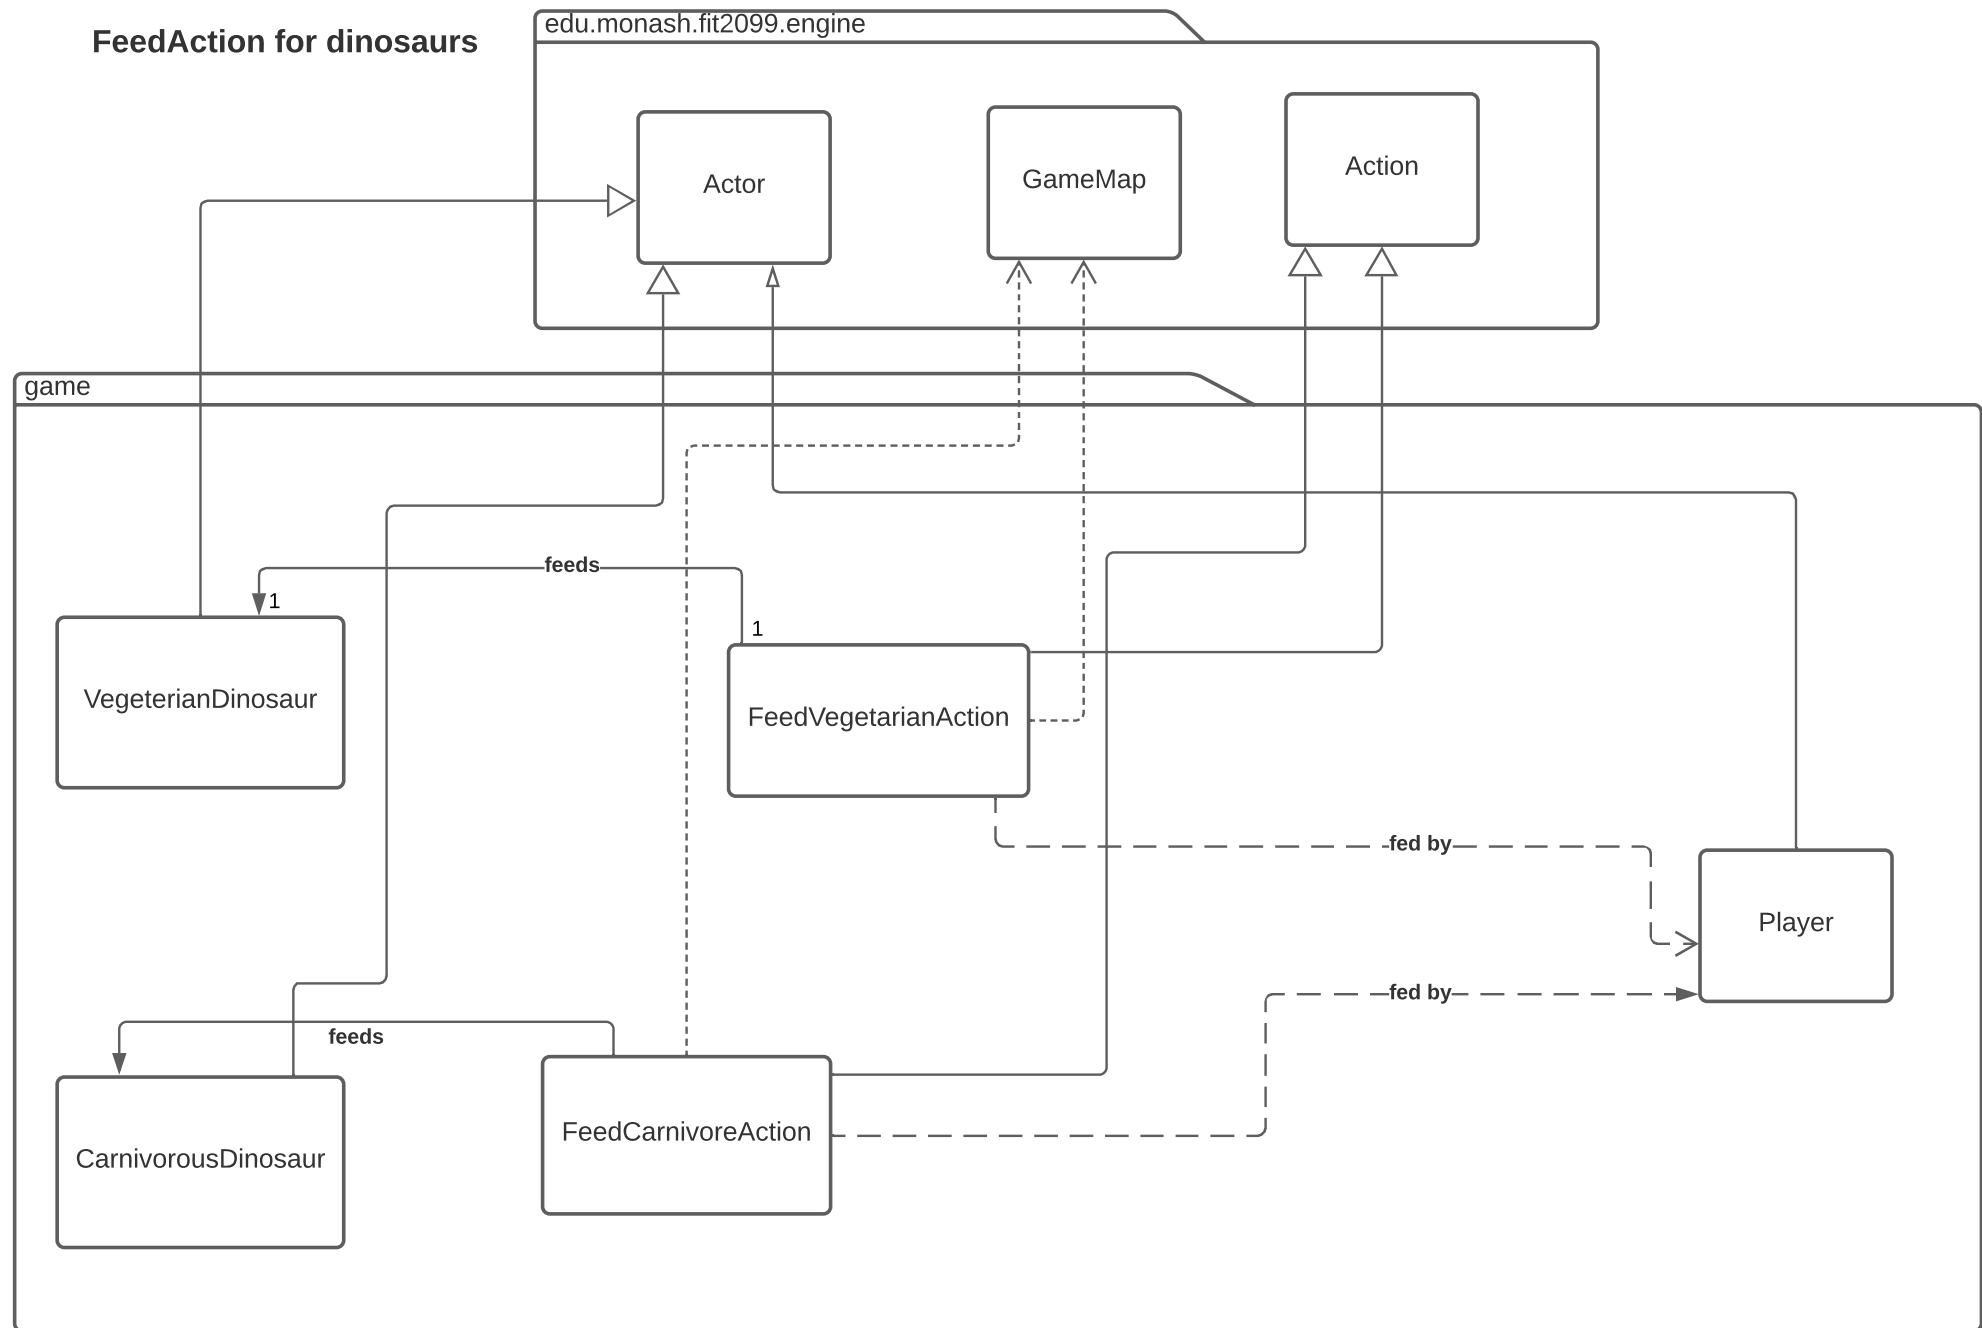 FeedAction for dinosaurs
edu.monash.fit2099.engine
Actor
GameMap
Action
game
feeds
1
1
VegeterianDinosaur
FeedVegetarianAction
fed by
Player
fed by
feeds
FeedCarnivoreAction
CarnivorousDinosaur